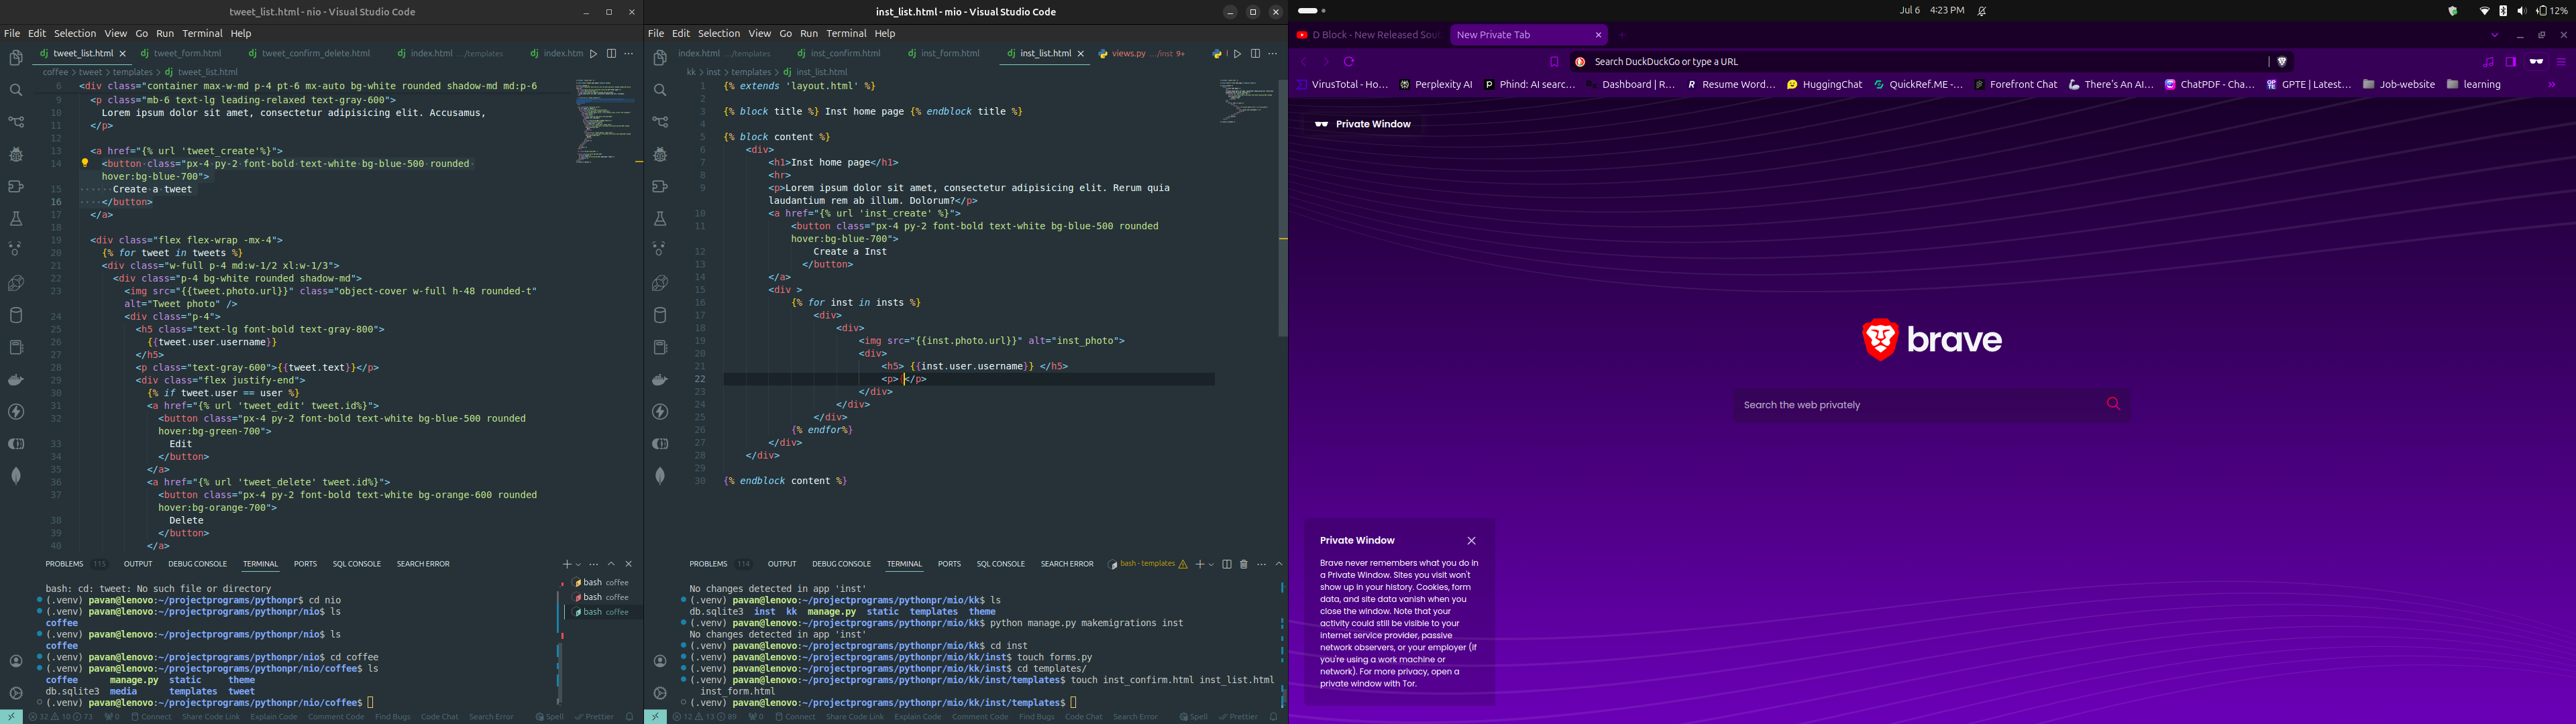 tweet_list.html - nio - Visual Studio Code
File Edit Selection View Go Run Terminal Help
tweet_list.html tweet_form.html tweet_confirm_delete.html index.html .../templates index.htm
coffee > tweet > templates > tweet_list.html
6 <div class="container max-w-md p-4 pt-6 mx-auto bg-white rounded shadow-md md:p-6
9 <p class="mb-6 text-lg leading-relaxed text-gray-600">
10 Lorem ipsum dolor sit amet, consectetur adipisicing elit. Accusamus,
11 </p>
12
13 <a href="{% url 'tweet_create'%}">
14 <button class="px-4 py-2 font-bold text-white bg-blue-500 rounded
hover:bg-blue-700">
15 Create a tweet
16 </button>
17 </a>
18
19 <div class="flex flex-wrap -mx-4">
20 {% for tweet in tweets %}
21 <div class="w-full p-4 md:w-1/2 xl:w-1/3">
22 <div class="p-4 bg-white rounded shadow-md">
23 <img src="{{tweet.photo.url}}" class="object-cover w-full h-48 rounded-t"
alt="Tweet photo" />
24 <div class="p-4">
25 <h5 class="text-lg font-bold text-gray-800">
26 {{tweet.user.username}}
27 </h5>
28 <p class="text-gray-600">{{tweet.text}}</p>
29 <div class="flex justify-end">
30 {% if tweet.user == user %}
31 <a href="{% url 'tweet_edit' tweet.id%}">
32 <button class="px-4 py-2 font-bold text-white bg-blue-500 rounded
hover:bg-green-700">
33 Edit
34 </button>
35 </a>
36 <a href="{% url 'tweet_delete' tweet.id%}">
37 <button class="px-4 py-2 font-bold text-white bg-orange-600 rounded
hover:bg-orange-700">
38 Delete
39 </button>
40 </a>
PROBLEMS 115 OUTPUT DEBUG CONSOLE TERMINAL PORTS SQL CONSOLE SEARCH ERROR
bash: cd: tweet: No such file or directory
(.venv) pavan@lenovo:~/projectprograms/pythonpr$ cd nio
(.venv) pavan@lenovo:~/projectprograms/pythonpr/nio$ ls
coffee
(.venv) pavan@lenovo:~/projectprograms/pythonpr/nio$ ls
coffee
(.venv) pavan@lenovo:~/projectprograms/pythonpr/nio$ cd coffee
(.venv) pavan@lenovo:~/projectprograms/pythonpr/nio/coffee$ ls
coffee manage.py static theme
db.sqlite3 media templates tweet
(.venv) pavan@lenovo:~/projectprograms/pythonpr/nio/coffee$
bash coffee
bash coffee
bash coffee
32 10 73 0 Connect Share Code Link Explain Code Comment Code Find Bugs Code Chat Search Error Spell Prettier
inst_list.html - mio - Visual Studio Code
File Edit Selection View Go Run Terminal Help
index.html .../templates inst_confirm.html inst_form.html inst_list.html views.py .../inst 9+
kk > inst > templates > inst_list.html
1 {% extends 'layout.html' %}
2
3 {% block title %} Inst home page {% endblock title %}
4
5 {% block content %}
6 <div>
7 <h1>Inst home page</h1>
8 <hr>
9 <p>Lorem ipsum dolor sit amet, consectetur adipisicing elit. Rerum quia
laudantium rem ab illum. Dolorum?</p>
10 <a href="{% url 'inst_create' %}">
11 <button class="px-4 py-2 font-bold text-white bg-blue-500 rounded
hover:bg-blue-700">
12 Create a Inst
13 </button>
14 </a>
15 <div >
16 {% for inst in insts %}
17 <div>
18 <div>
19 <img src="{{inst.photo.url}}" alt="inst_photo">
20 <div>
21 <h5> {{inst.user.username}} </h5>
22 <p> </p>
23 </div>
24 </div>
25 </div>
26 {% endfor%}
27 </div>
28 </div>
29
30 {% endblock content %}
PROBLEMS 114 OUTPUT DEBUG CONSOLE TERMINAL PORTS SQL CONSOLE SEARCH ERROR bash - templates
No changes detected in app 'inst'
(.venv) pavan@lenovo:~/projectprograms/pythonpr/mio/kk$ ls
db.sqlite3 inst kk manage.py static templates theme
(.venv) pavan@lenovo:~/projectprograms/pythonpr/mio/kk$ python manage.py makemigrations inst
No changes detected in app 'inst'
(.venv) pavan@lenovo:~/projectprograms/pythonpr/mio/kk$ cd inst
(.venv) pavan@lenovo:~/projectprograms/pythonpr/mio/kk/inst$ touch forms.py
(.venv) pavan@lenovo:~/projectprograms/pythonpr/mio/kk/inst$ cd templates/
(.venv) pavan@lenovo:~/projectprograms/pythonpr/mio/kk/inst/templates$ touch inst_confirm.html inst_list.html
inst_form.html
(.venv) pavan@lenovo:~/projectprograms/pythonpr/mio/kk/inst/templates$
12 13 89 0 Connect Share Code Link Explain Code Comment Code Find Bugs Code Chat Search Error Spell Prettier
Jul 6 4:23 PM 12%
D Block - New Released Sout New Private Tab
Search DuckDuckGo or type a URL
VirusTotal - Ho... Perplexity AI Phind: AI searc... Dashboard | R... Resume Word... HuggingChat QuickRef.ME -... Forefront Chat There's An AI... ChatPDF - Cha... GPTE | Latest... Job-website learning
Private Window
brave
Search the web privately
Private Window
Brave never remembers what you do in
a Private Window. Sites you visit won't
show up in your history. Cookies, form
data, and site data vanish when you
close the window. Note that your
activity could still be visible to your
Internet service provider, passive
network observers, or your employer (if
you're using a work machine or
network). For more privacy, open a
private window with Tor.